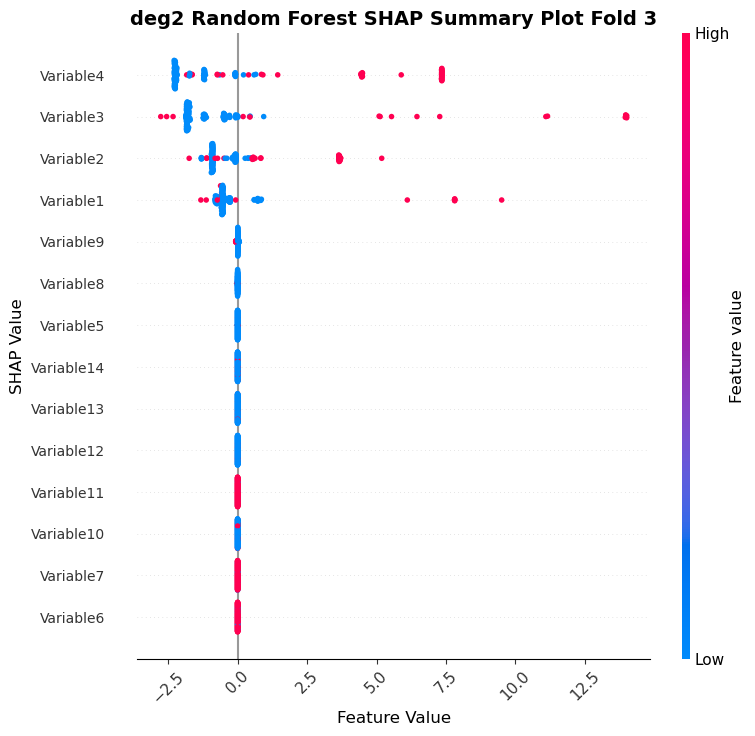 deg2 Random Forest SHAP Summary Plot Fold 3
High
Variable4
Variable3
Variable2
Variable1
Variable9
Variable8
Variable5
Variable14
Variable13
Variable12
Variable11
Variable10
Variable7
Variable6
SHAP Value
Feature value
Low
−2.5
0.0
2.5
5.0
7.5
10.0
12.5
Feature Value